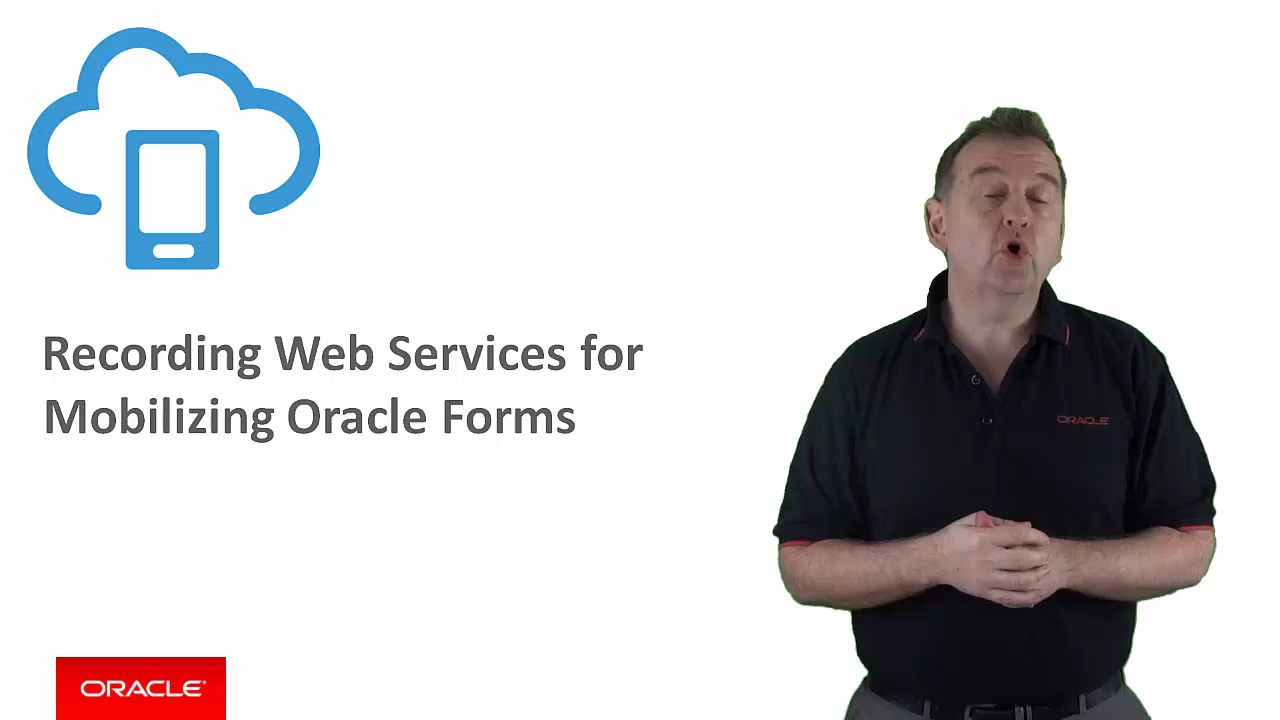 Recording Web Services for
Mobilizing Oracle Forms
ORACLE
ORACLE®